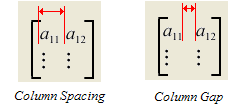 a11 a12 a11 a12
⋮ ⋮ ⋮ ⋮
Column Spacing Column Gap